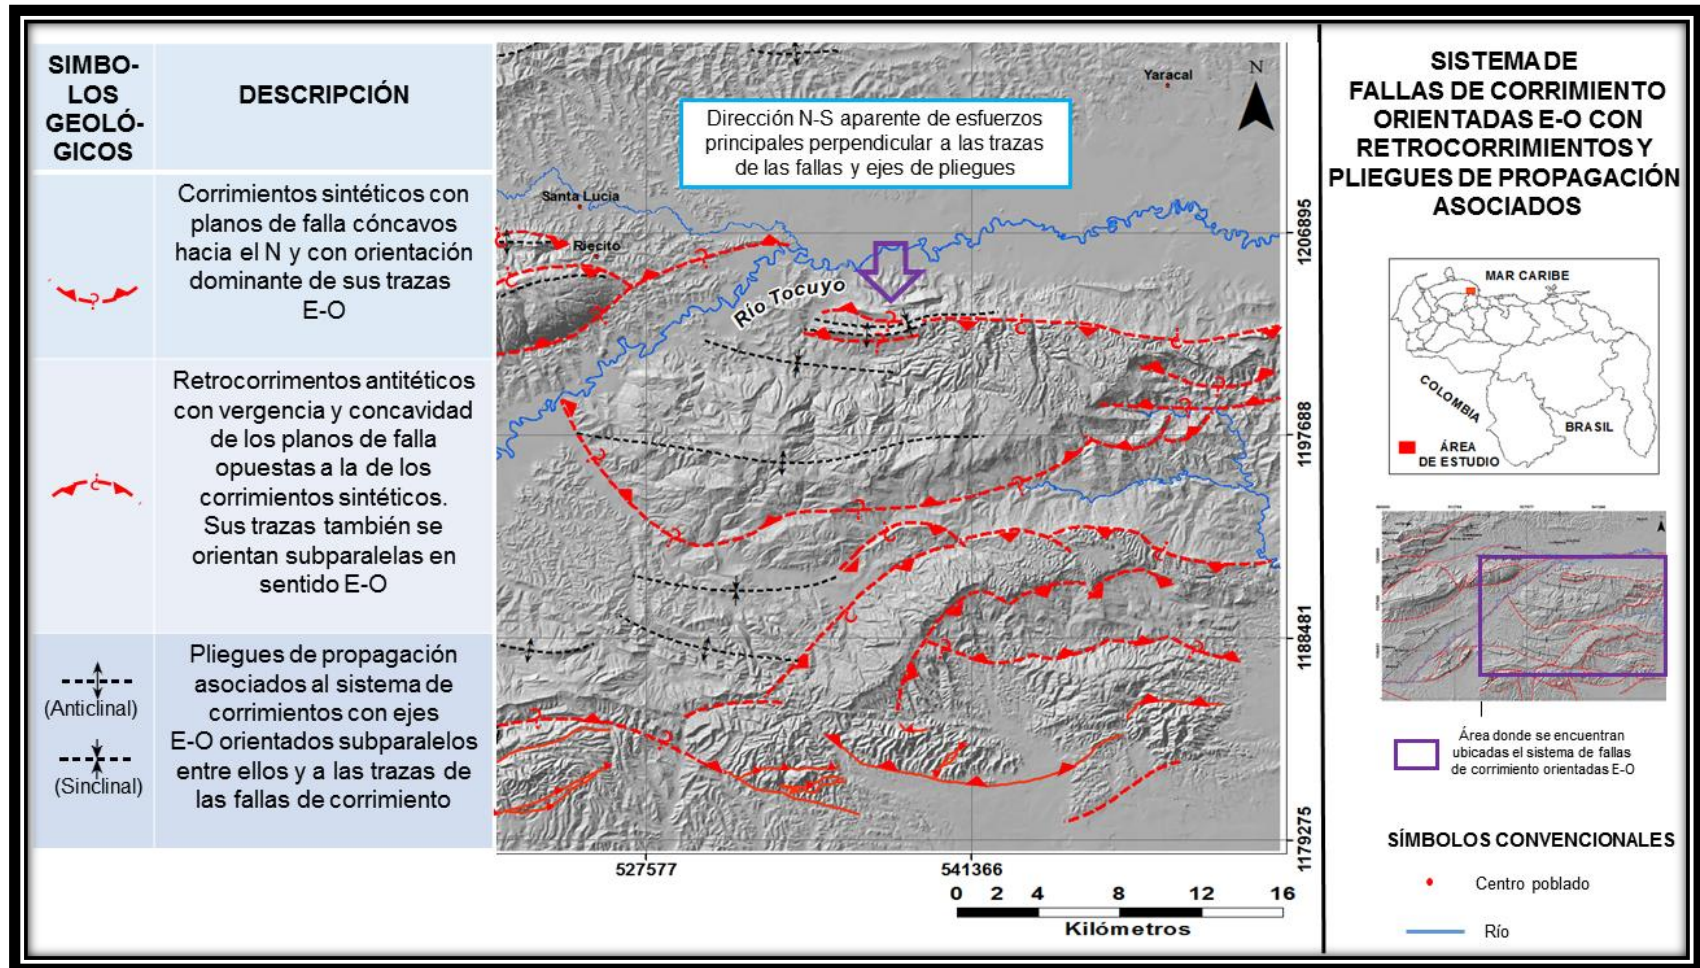 SIMBO-
LOS
GEOLÓ-
GICOS
DESCRIPCIÓN
Corrimientos sintéticos con
planos de falla cóncavos
hacia el N y con orientación
dominante de sus trazas
E-O
Retrocorrimentos antitéticos
con vergencia y concavidad
de los planos de falla
opuestas a la de los
corrimientos sintéticos.
Sus trazas también se
orientan subparalelas en
sentido E-O
(Anticlinal)
(Sinclinal)
Pliegues de propagación
asociados al sistema de
corrimientos con ejes
E-O orientados subparalelos
entre ellos y a las trazas de
las fallas de corrimiento
Yaracal
N
Dirección N-S aparente de esfuerzos
principales perpendicular a las trazas
de las fallas y ejes de pliegues
Santa Lucía
Riecito
Río Tocuyo
1206895
1197688
1188481
1179275
527577
541366
0 2 4 8 12 16
Kilómetros
SISTEMA DE
FALLAS DE CORRIMIENTO
ORIENTADAS E-O CON
RETROCORRIMIENTOS Y
PLIEGUES DE PROPAGACIÓN
ASOCIADOS
MAR CARIBE
COLOMBIA
BRASIL
ÁREA
DE ESTUDIO
Área donde se encuentran
ubicadas el sistema de fallas
de corrimiento orientadas E-O
SÍMBOLOS CONVENCIONALES
Centro poblado
Río